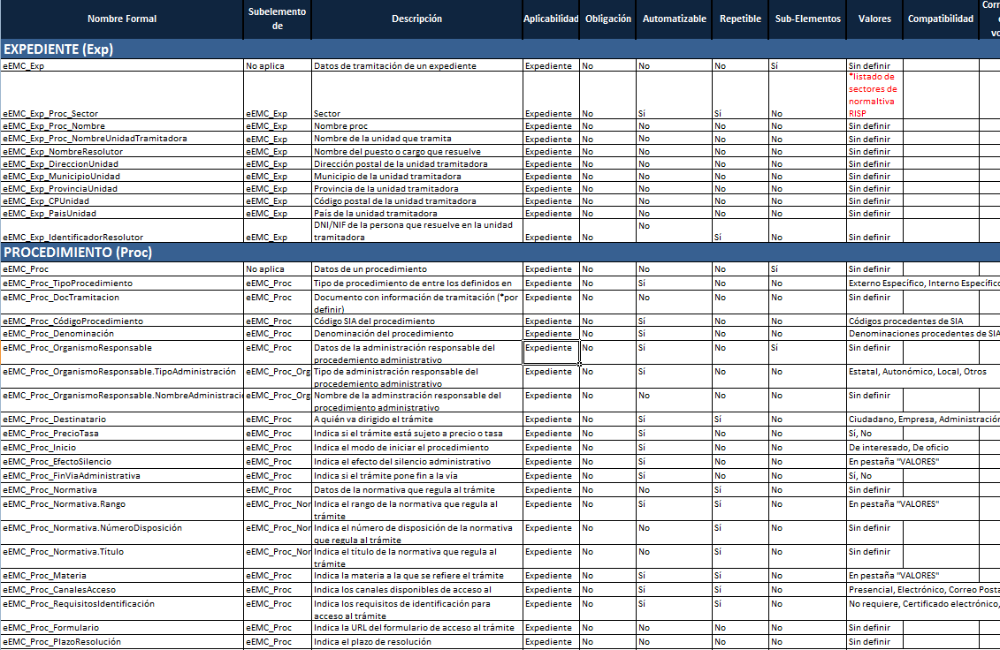 Nombre Formal Subelemento de Descripción Aplicabilidad Obligación Automatizable Repetible Sub-Elementos Valores Compatibilidad
EXPEDIENTE (Exp)
eEMC_Exp No aplica Datos de tramitación de un expediente Expediente No No No Sí Sin definir
eEMC_Exp_Proc_Sector eEMC_Exp Sector Expediente No Sí Sí No *listado de sectores de normaltiva RISP
eEMC_Exp_Proc_Nombre eEMC_Exp Nombre proc Expediente No No No No Sin definir
eEMC_Exp_Proc_NombreUnidadTramitadora eEMC_Exp Nombre de la unidad que tramita Expediente No No No No Sin definir
eEMC_Exp_NombreResolutor eEMC_Exp Nombre del puesto o cargo que resuelve Expediente No No No No Sin definir
eEMC_Exp_DireccionUnidad eEMC_Exp Dirección postal de la unidad tramitadora Expediente No No No No Sin definir
eEMC_Exp_MunicipioUnidad eEMC_Exp Municipio de la unidad tramitadora Expediente No No No No Sin definir
eEMC_Exp_ProvinciaUnidad eEMC_Exp Provincia de la unidad tramitadora Expediente No No No No Sin definir
eEMC_Exp_CPUnidad eEMC_Exp Código postal de la unidad tramitadora Expediente No No No No Sin definir
eEMC_Exp_PaisUnidad eEMC_Exp País de la unidad tramitadora Expediente No No No No Sin definir
eEMC_Exp_IdentificadorResolutor eEMC_Exp DNI/NIF de la persona que resuelve en la unidad tramitadora Expediente No No Sí No Sin definir
PROCEDIMIENTO (Proc)
eEMC_Proc No aplica Datos de un procedimiento Expediente No No No Sí Sin definir
eEMC_Proc_TipoProcedimiento eEMC_Proc Tipo de procedimiento de entre los definidos en Expediente No Sí No No Externo Específico, Interno Específico
eEMC_Proc_DocTramitacion eEMC_Proc Documento con información de tramitación (*por definir) Expediente No No No No Sin definir
eEMC_Proc_CódigoProcedimiento eEMC_Proc Código SIA del procedimiento Expediente No Sí No No Códigos procedentes de SIA
eEMC_Proc_Denominación eEMC_Proc Denominación del procedimiento Expediente No Sí No No Denominaciones procedentes de SIA
eEMC_Proc_OrganismoResponsable eEMC_Proc Datos de la administración responsable del procedemiento administrativo Expediente No Sí No Sí Sin definir
eEMC_Proc_OrganismoResponsable.TipoAdministración eEMC_Proc_Org Tipo de administración responsable del procedemiento administrativo Expediente No Sí No No Estatal, Autonómico, Local, Otros
eEMC_Proc_OrganismoResponsable.NombreAdministraci eEMC_Proc_Org Nombre de la adminstración responsable del procedimiento administrativo Expediente No No No No Sin definir
eEMC_Proc_Destinatario eEMC_Proc A quién va dirigido el trámite Expediente No Sí Sí No Ciudadano, Empresa, Administración
eEMC_Proc_PrecioTasa eEMC_Proc Indica si el trámite está sujeto a precio o tasa Expediente No Sí No No Sí, No
eEMC_Proc_Inicio eEMC_Proc Indica el modo de iniciar el procedimiento Expediente No Sí No No De interesado, De oficio
eEMC_Proc_EfectoSilencio eEMC_Proc Indica el efecto del silencio administrativo Expediente No Sí No No En pestaña "VALORES"
eEMC_Proc_FinViaAdministrativa eEMC_Proc Indica si el trámite pone fin a la vía Expediente No Sí No No Sí, No
eEMC_Proc_Normativa eEMC_Proc Datos de la normativa que regula al trámite Expediente No No Sí No Sin definir
eEMC_Proc_Normativa.Rango eEMC_Proc_Nor Indica el rango de la normativa que regula al trámite Expediente No Sí Sí No En pestaña "VALORES"
eEMC_Proc_Normativa.NúmeroDisposición eEMC_Proc_Nor Indica el número de disposición de la normativa que regula al trámite Expediente No No Sí No Sin definir
eEMC_Proc_Normativa.Título eEMC_Proc_Nor Indica el título de la normativa que regula al trámite Expediente No No Sí No Sin definir
eEMC_Proc_Materia eEMC_Proc Indica la materia a la que se refiere el trámite Expediente No Sí Sí No En pestaña "VALORES"
eEMC_Proc_CanalesAcceso eEMC_Proc Indica los canales disponibles de acceso al Expediente No Sí Sí No Presencial, Electrónico, Correo Posta
eEMC_Proc_RequisitosIdentificación eEMC_Proc Indica los requisitos de identificación para acceso al trámite Expediente No Sí Sí No No requiere, Certificado electrónico,
eEMC_Proc_Formulario eEMC_Proc Indica la URL del formulario de acceso al trámite Expediente No No No No Sin definir
eEMC_Proc_PlazoResolución eEMC_Proc Indica el plazo de resolución Expediente No No No No Sin definir